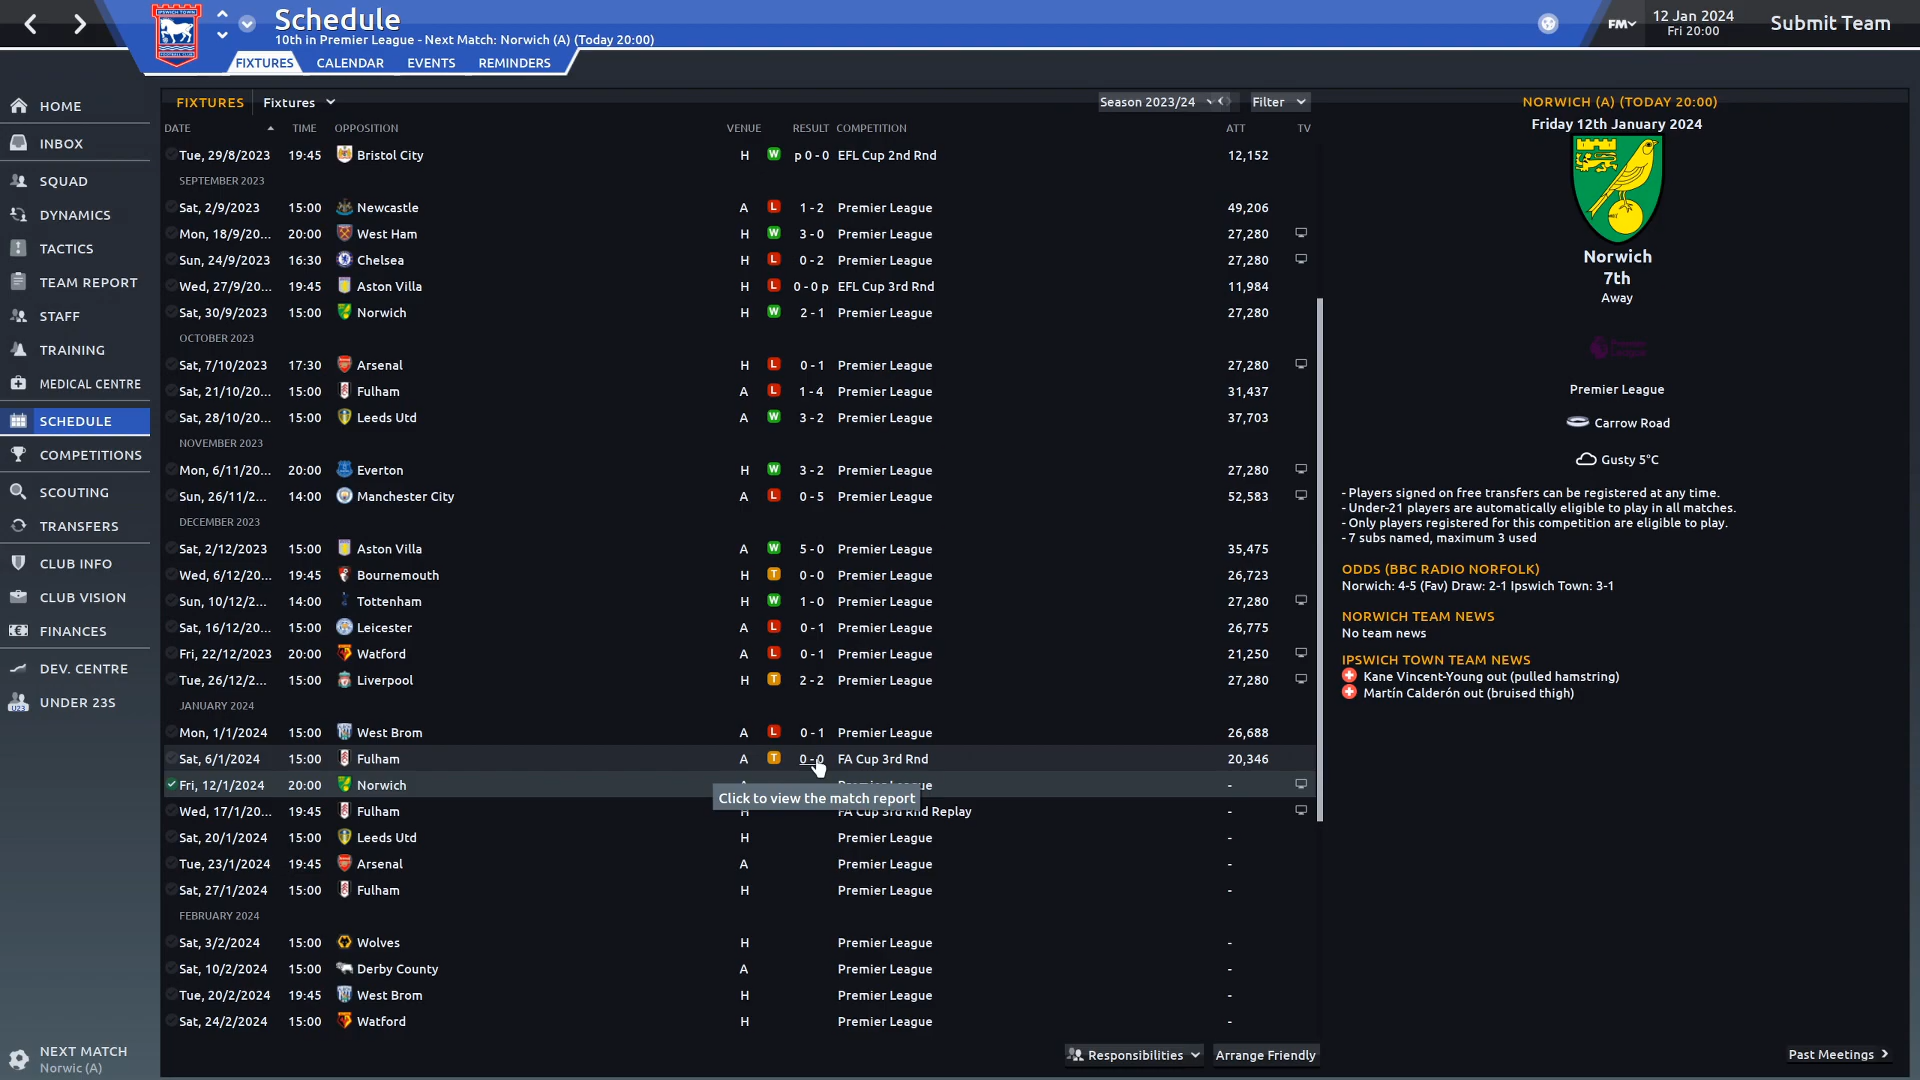 Schedule
10th in Premier League - Next Match: Norwich (A) (Today 20:00)
FM
12 Jan 2024
Fri 20:00
Submit Team
FIXTURES CALENDAR EVENTS REMINDERS
HOME
INBOX
SQUAD
DYNAMICS
TACTICS
TEAM REPORT
STAFF
TRAINING
MEDICAL CENTRE
SCHEDULE
COMPETITIONS
SCOUTING
TRANSFERS
CLUB INFO
CLUB VISION
FINANCES
DEV. CENTRE
UNDER 23S
NEXT MATCH
Norwic (A)
FIXTURES Fixtures Season 2023/24 Filter
DATE TIME OPPOSITION VENUE RESULT COMPETITION ATT TV
Tue, 29/8/2023 19:45 Bristol City H W p 0 - 0 EFL Cup 2nd Rnd 12,152
SEPTEMBER 2023
Sat, 2/9/2023 15:00 Newcastle A L 1 - 2 Premier League 49,206
Mon, 18/9/20... 20:00 West Ham H W 3 - 0 Premier League 27,280
Sun, 24/9/2023 16:30 Chelsea H L 0 - 2 Premier League 27,280
Wed, 27/9/20... 19:45 Aston Villa H L 0 - 0 p EFL Cup 3rd Rnd 11,984
Sat, 30/9/2023 15:00 Norwich H W 2 - 1 Premier League 27,280
OCTOBER 2023
Sat, 7/10/2023 17:30 Arsenal H L 0 - 1 Premier League 27,280
Sat, 21/10/20... 15:00 Fulham A L 1 - 4 Premier League 31,437
Sat, 28/10/20... 15:00 Leeds Utd A W 3 - 2 Premier League 37,703
NOVEMBER 2023
Mon, 6/11/20... 20:00 Everton H W 3 - 2 Premier League 27,280
Sun, 26/11/2... 14:00 Manchester City A L 0 - 5 Premier League 52,583
DECEMBER 2023
Sat, 2/12/2023 15:00 Aston Villa A W 5 - 0 Premier League 35,475
Wed, 6/12/20... 19:45 Bournemouth H T 0 - 0 Premier League 26,723
Sun, 10/12/2... 14:00 Tottenham H W 1 - 0 Premier League 27,280
Sat, 16/12/20... 15:00 Leicester A L 0 - 1 Premier League 26,775
Fri, 22/12/2023 20:00 Watford A L 0 - 1 Premier League 21,250
Tue, 26/12/2... 15:00 Liverpool H T 2 - 2 Premier League 27,280
JANUARY 2024
Mon, 1/1/2024 15:00 West Brom A L 0 - 1 Premier League 26,688
Sat, 6/1/2024 15:00 Fulham A T 0 - 0 FA Cup 3rd Rnd 20,346
Fri, 12/1/2024 20:00 Norwich -
Click to view the match report
Wed, 17/1/20... 19:45 Fulham H FA Cup 3rd Rnd Replay -
Sat, 20/1/2024 15:00 Leeds Utd H Premier League -
Tue, 23/1/2024 19:45 Arsenal A Premier League -
Sat, 27/1/2024 15:00 Fulham H Premier League -
FEBRUARY 2024
Sat, 3/2/2024 15:00 Wolves H Premier League -
Sat, 10/2/2024 15:00 Derby County A Premier League -
Tue, 20/2/2024 19:45 West Brom H Premier League -
Sat, 24/2/2024 15:00 Watford H Premier League -
Responsibilities Arrange Friendly
NORWICH (A) (TODAY 20:00)
Friday 12th January 2024
Norwich
7th
Away
Premier League
Carrow Road
Gusty 5°C
- Players signed on free transfers can be registered at any time.
- Under-21 players are automatically eligible to play in all matches.
- Only players registered for this competition are eligible to play.
- 7 subs named, maximum 3 used
ODDS (BBC RADIO NORFOLK)
Norwich: 4-5 (Fav) Draw: 2-1 Ipswich Town: 3-1
NORWICH TEAM NEWS
No team news
IPSWICH TOWN TEAM NEWS
Kane Vincent-Young out (pulled hamstring)
Martín Calderón out (bruised thigh)
Past Meetings